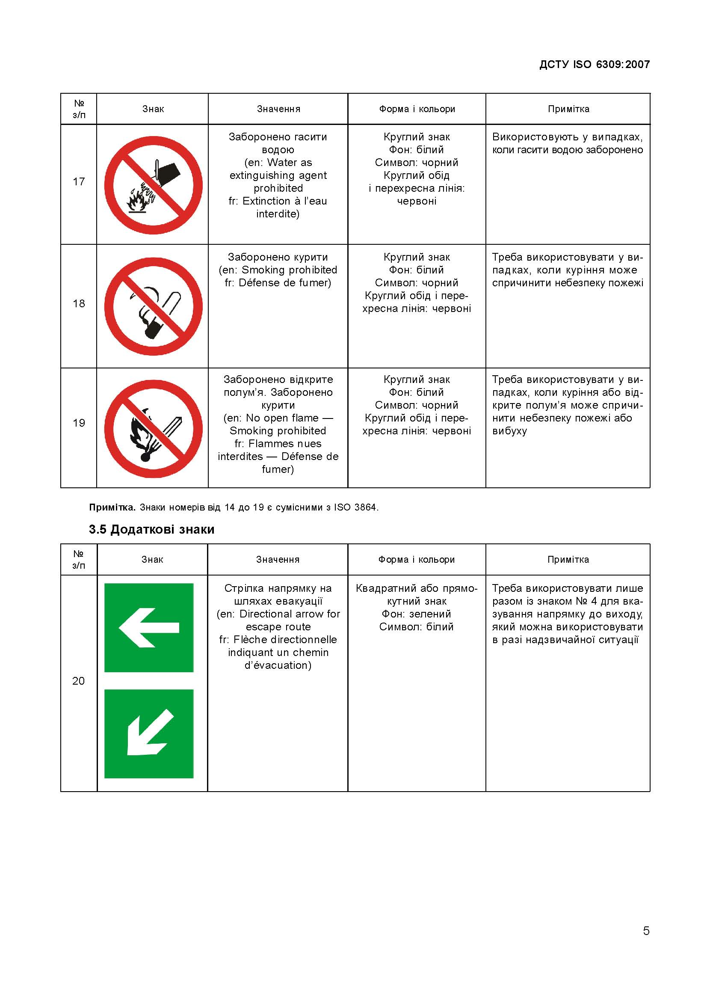 ДСТУ ISO 6309:2007
№
з/п
Знак
Значення
Форма і кольори
Примітка
17
Заборонено гасити
водою
(en: Water as
extinguishing agent
prohibited
fr: Extinction à l’eau
interdite)
Круглий знак
Фон: білий
Символ: чорний
Круглий обід
і перехресна лінія:
червоні
Використовують у випадках,
коли гасити водою заборонено
18
Заборонено курити
(en: Smoking prohibited
fr: Défense de fumer)
Круглий знак
Фон: білий
Символ: чорний
Круглий обід і пере-
хресна лінія: червоні
Треба використовувати у ви-
падках, коли куріння може
спричинити небезпеку пожежі
19
Заборонено відкрите
полум’я. Заборонено
курити
(en: No open flame —
Smoking prohibited
fr: Flammes nues
interdites — Défense de
fumer)
Круглий знак
Фон: білий
Символ: чорний
Круглий обід і пере-
хресна лінія: червоні
Треба використовувати у ви-
падках, коли куріння або від-
крите полум’я може спричи-
нити небезпеку пожежі або
вибуху
Примітка. Знаки номерів від 14 до 19 є сумісними з ISO 3864.
3.5 Додаткові знаки
№
з/п
Знак
Значення
Форма і кольори
Примітка
20
Стрілка напрямку на
шляхах евакуації
(en: Directional arrow for
escape route
fr: Flèche directionnelle
indiquant un chemin
d’évacuation)
Квадратний або прямо-
кутний знак
Фон: зелений
Символ: білий
Треба використовувати лише
разом із знаком № 4 для вка-
зування напрямку до виходу,
який можна використовувати
в разі надзвичайної ситуації
5